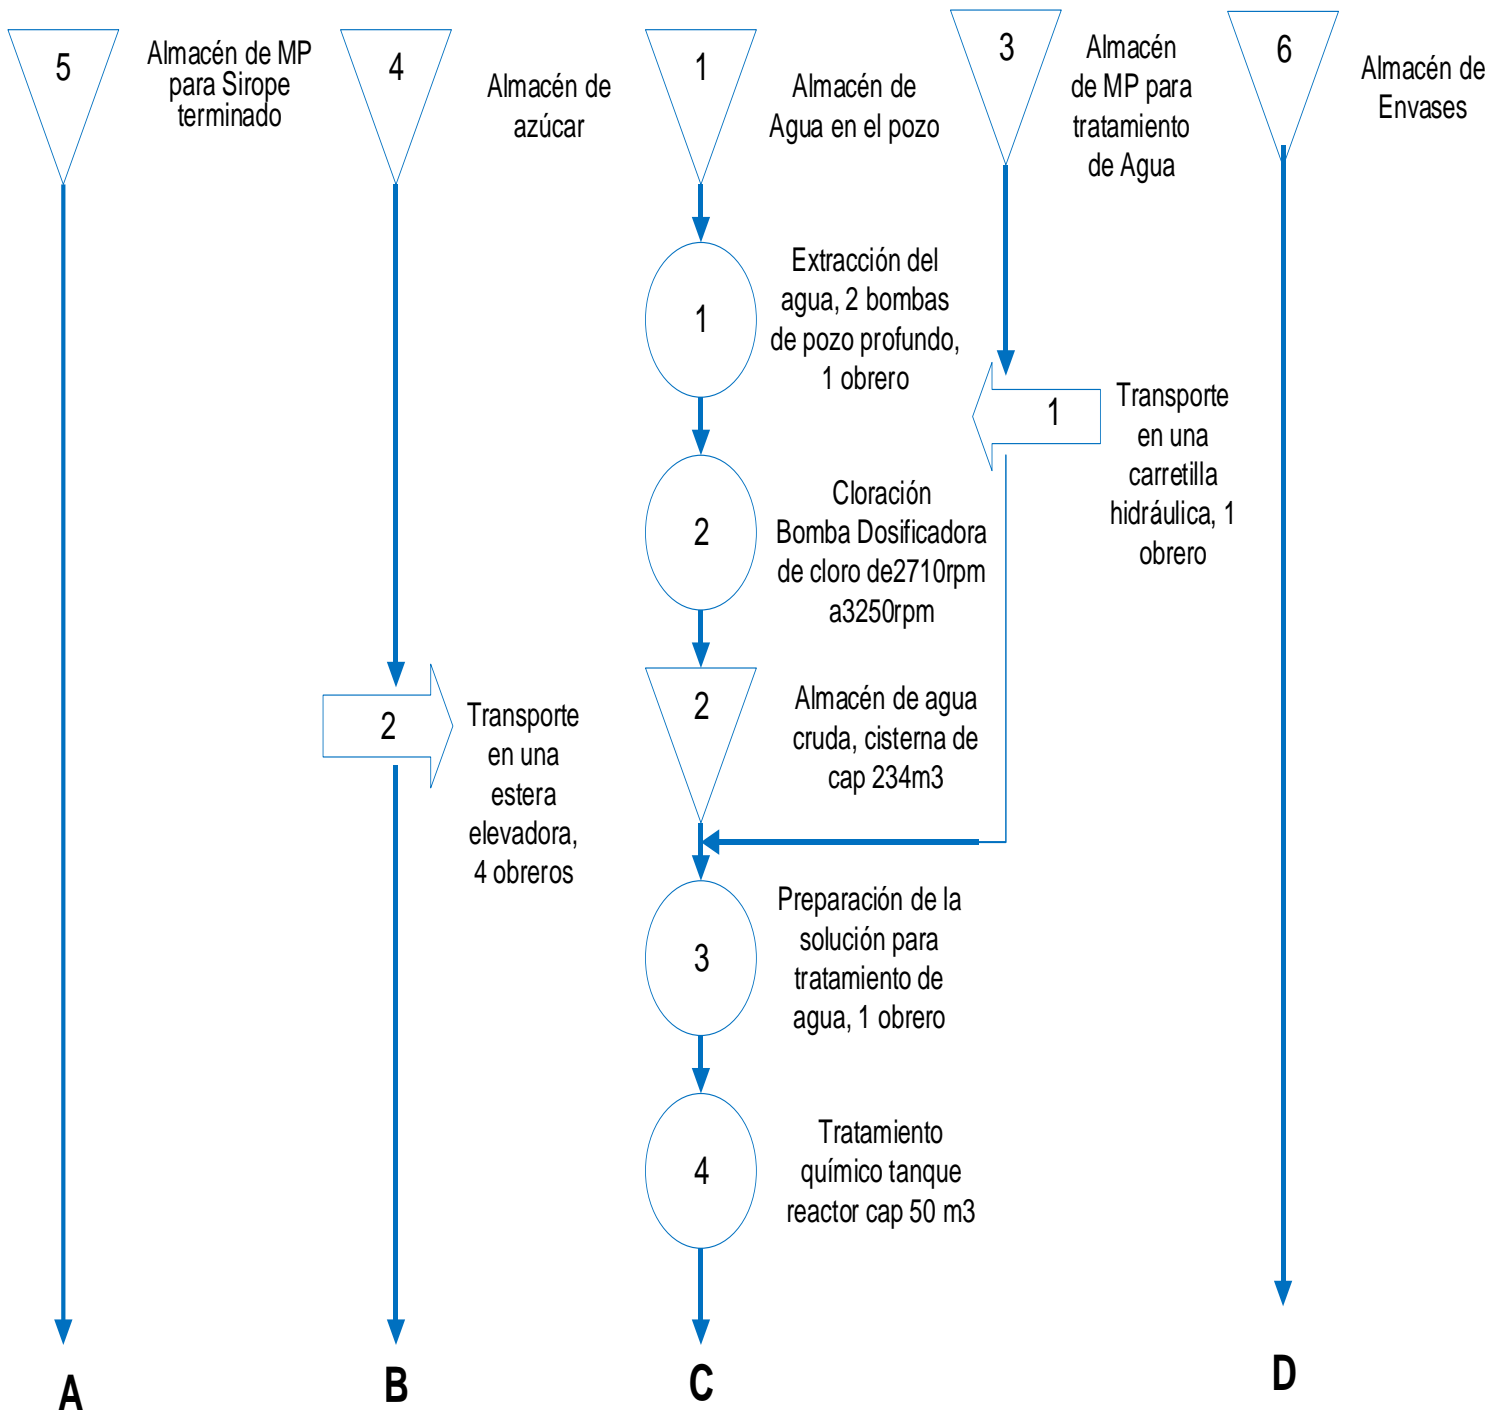 5
Almacén de MP
para Sirope
terminado
4
Almacén de
azúcar
1
Almacén de
Agua en el pozo
3
Almacén
de MP para
tratamiento
de Agua
6
Almacén de
Envases
1
Extracción del
agua, 2 bombas
de pozo profundo,
1 obrero
1
Transporte
en una
carretilla
hidráulica, 1
obrero
2
Cloración
Bomba Dosificadora
de cloro de2710rpm
a3250rpm
2
Transporte
en una
estera
elevadora,
4 obreros
2
Almacén de agua
cruda, cisterna de
cap 234m3
3
Preparación de la
solución para
tratamiento de
agua, 1 obrero
4
Tratamiento
químico tanque
reactor cap 50 m3
A
B
C
D